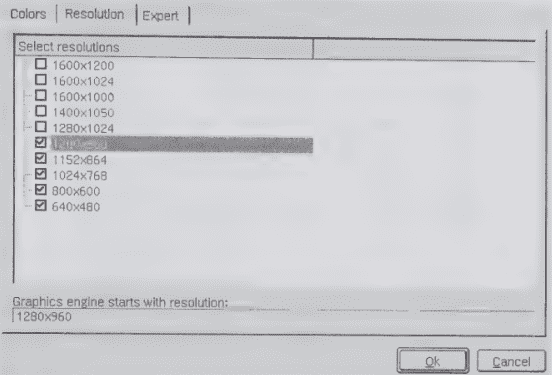 Colors Resolution Expert
Select resolutions
1600x1200
1600x1024
1600x1000
1400x1050
1280x1024
1280x960
1152x864
1024x768
800x600
640x480
Graphics engine starts with resolution:
1280x960
Ok Cancel